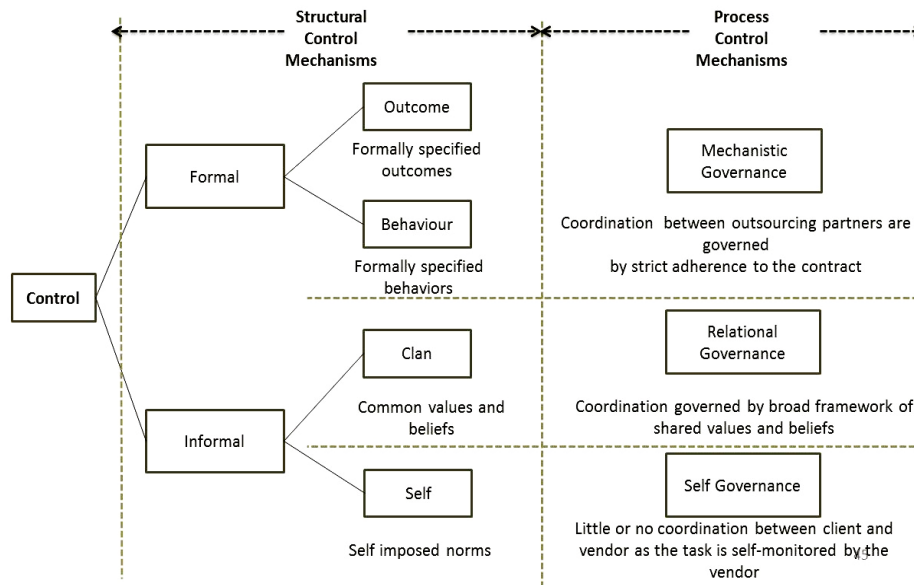 Structural
Control
Mechanisms
Process
Control
Mechanisms
Outcome
Formally specified
outcomes
Formal
Behaviour
Formally specified
behaviors
Mechanistic
Governance
Coordination between outsourcing partners are
governed
by strict adherence to the contract
Control
Clan
Common values and
beliefs
Relational
Governance
Coordination governed by broad framework of
shared values and beliefs
Informal
Self
Self imposed norms
Self Governance
Little or no coordination between client and
vendor as the task is self-monitored by the
vendor